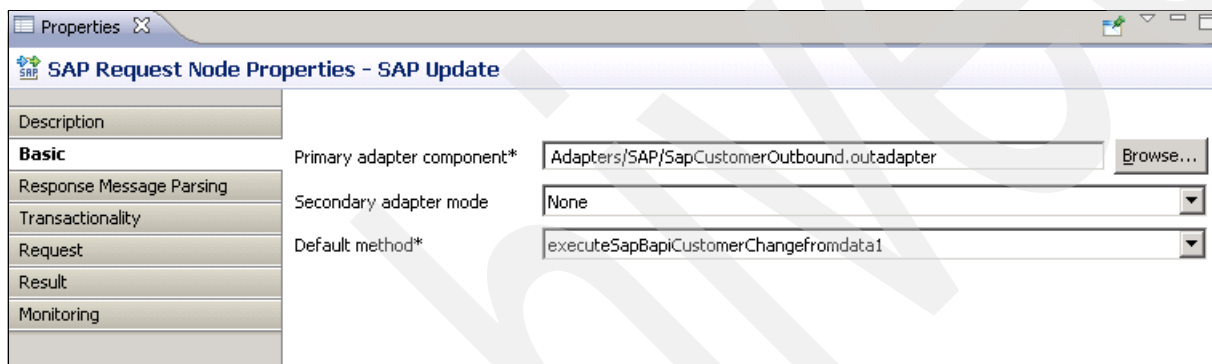 Properties
SAP Request Node Properties - SAP Update
Description
Basic
Response Message Parsing
Transactionality
Request
Result
Monitoring
Primary adapter component* Adapters/SAP/SapCustomerOutbound.outadapter Browse...
Secondary adapter mode None
Default method* executeSapBapiCustomerChangefromdata1